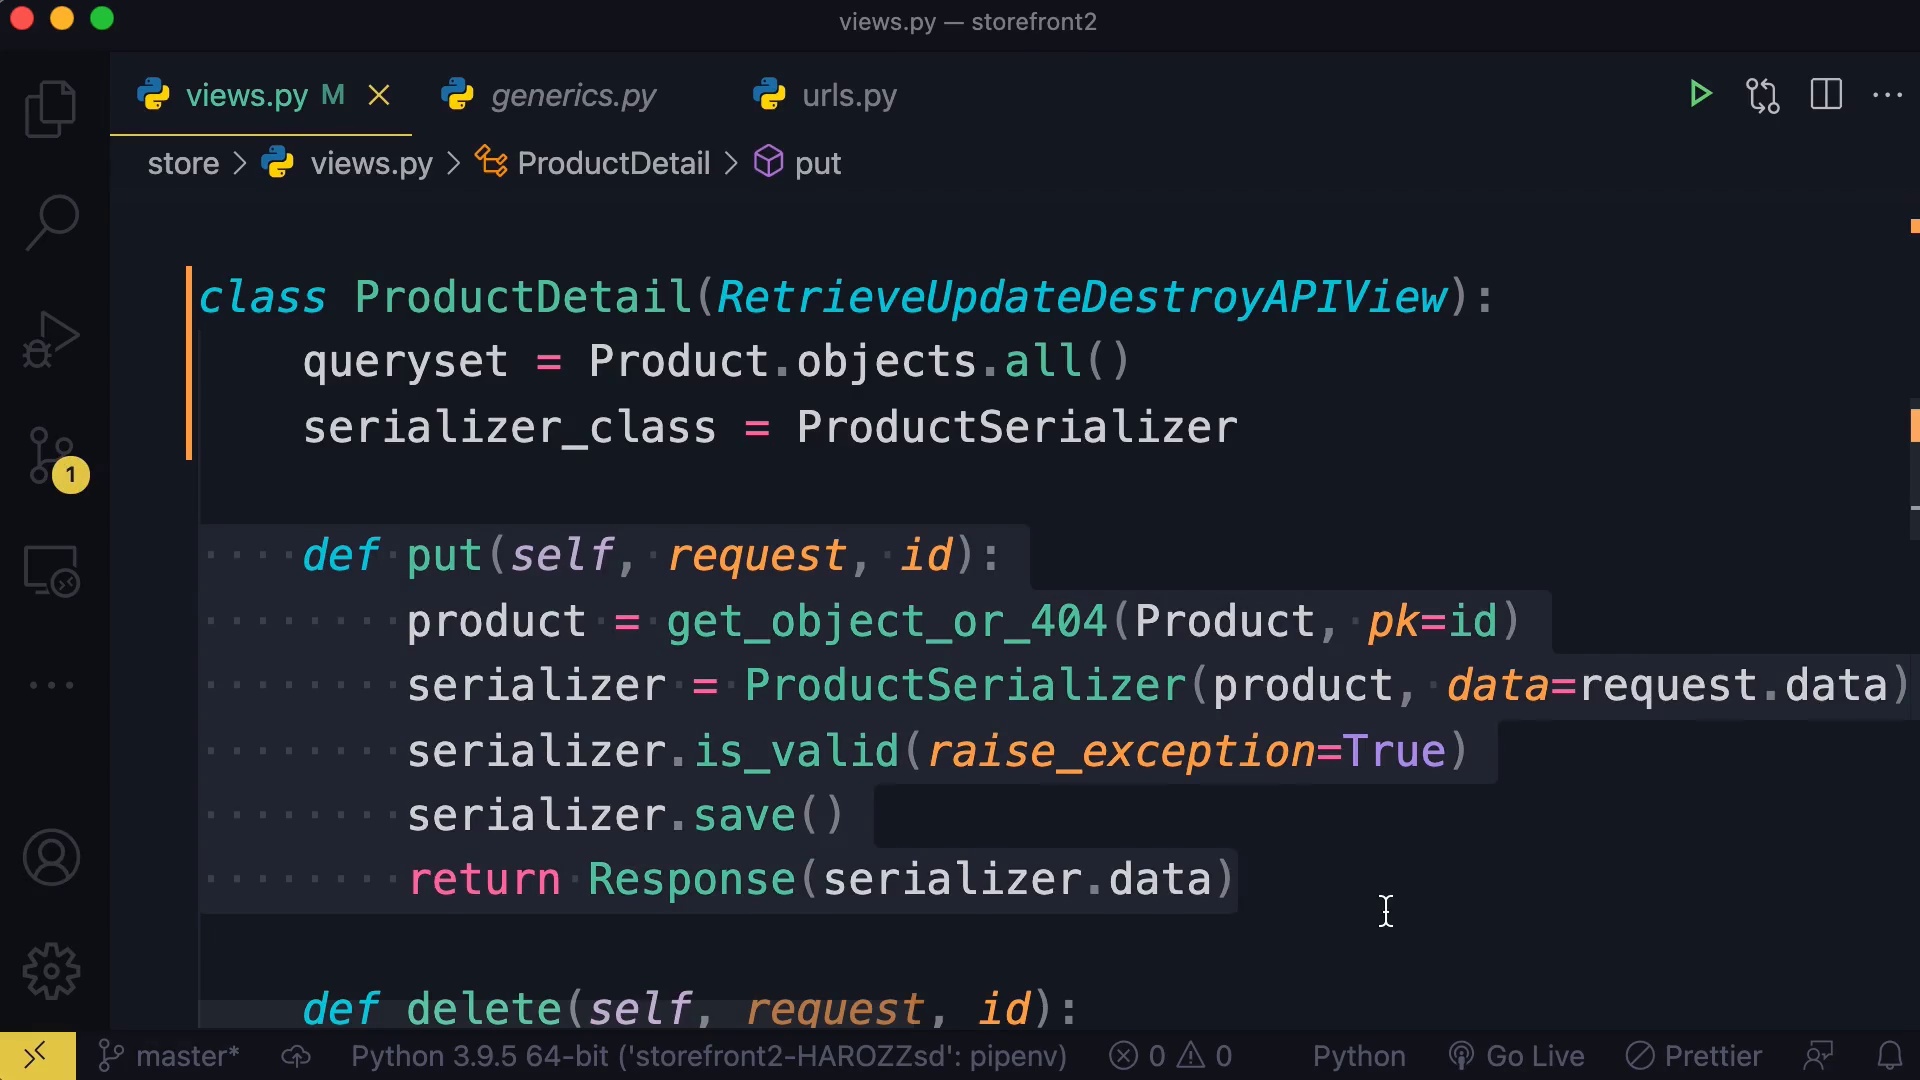 views.py — storefront2
views.py M
generics.py
urls.py
store > views.py > ProductDetail > put
class ProductDetail(RetrieveUpdateDestroyAPIView):
queryset = Product.objects.all()
serializer_class = ProductSerializer
def put(self, request, id):
product = get_object_or_404(Product, pk=id)
serializer = ProductSerializer(product, data=request.data)
serializer.is_valid(raise_exception=True)
serializer.save()
return Response(serializer.data)
def delete(self, request, id):
1
master* Python 3.9.5 64-bit ('storefront2-HAROZZsd': pipenv) 0 0 Python Go Live Prettier